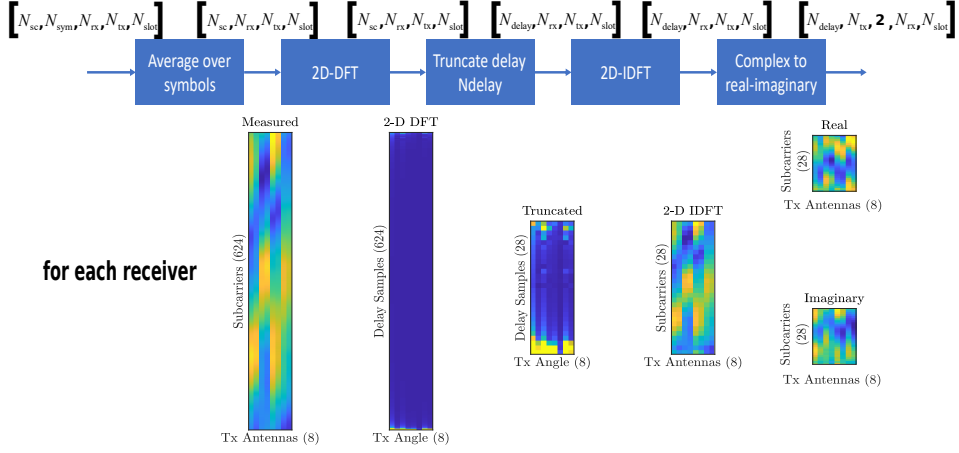 [N_sc, N_sym, N_rx, N_tx, N_slot] [N_sc, N_rx, N_tx, N_slot] [N_sc, N_rx, N_tx, N_slot] [N_delay, N_rx, N_tx, N_slot] [N_delay, N_rx, N_tx, N_slot] [N_delay, N_tx, 2, N_rx, N_slot]
Average over
symbols
2D-DFT
Truncate delay
Ndelay
2D-IDFT
Complex to
real-imaginary
for each receiver
Measured
Subcarriers (624)
Tx Antennas (8)
2-D DFT
Delay Samples (624)
Tx Angle (8)
Truncated
Delay Samples (28)
Tx Angle (8)
2-D IDFT
Subcarriers (28)
Tx Antennas (8)
Real
Subcarriers
(28)
Tx Antennas (8)
Imaginary
Subcarriers
(28)
Tx Antennas (8)